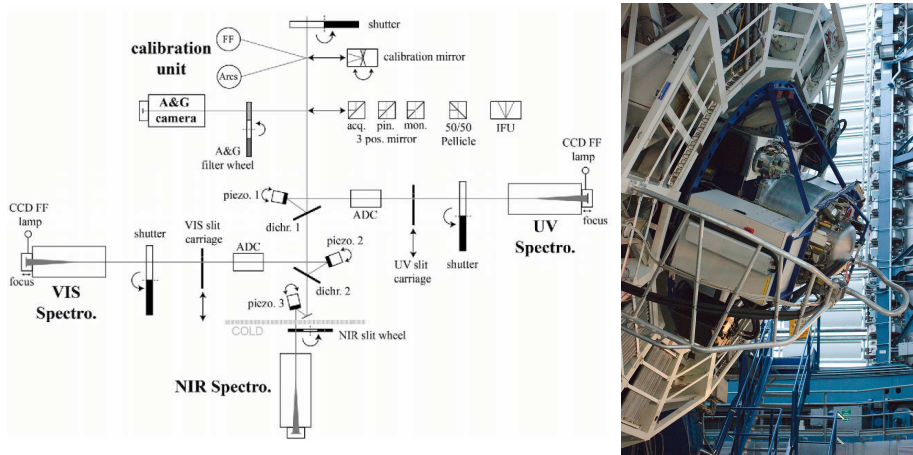 shutter
FF
calibration
unit
calibration mirror
Arcs
A&G
camera
acq. pin. mon. 50/50 IFU
3 pos. mirror Pellicle
A&G
filter wheel
CCD FF
lamp
piezo. 1
ADC
dichr. 1
focus
UV
Spectro.
CCD FF
lamp
shutter
VIS slit
carriage
ADC
piezo. 2
UV slit
carriage
shutter
focus
VIS
Spectro.
dichr. 2
piezo. 3
COLD
NIR slit wheel
NIR Spectro.